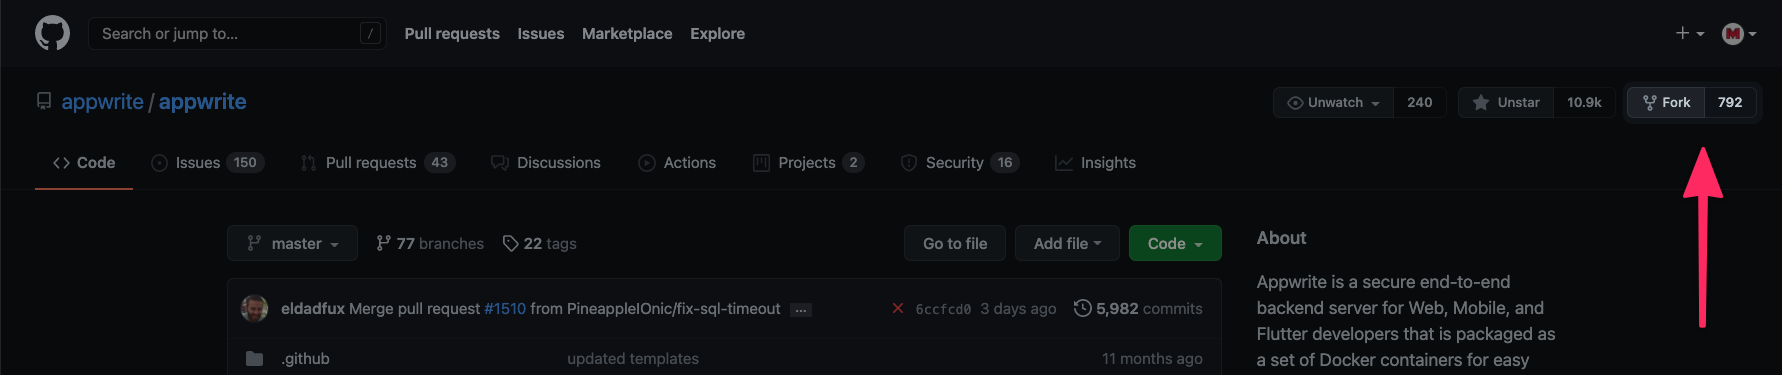 Search or jump to... / Pull requests Issues Marketplace Explore
appwrite / appwrite Unwatch 240 Unstar 10.9k Fork 792
Code Issues 150 Pull requests 43 Discussions Actions Projects 2 Security 16 Insights
master 77 branches 22 tags Go to file Add file Code About
Appwrite is a secure end-to-end
eldadfux Merge pull request #1510 from PineappleIOnic/fix-sql-timeout ... 6ccfcd0 3 days ago 5,982 commits
backend server for Web, Mobile, and
Flutter developers that is packaged as
.github updated templates 11 months ago
a set of Docker containers for easy